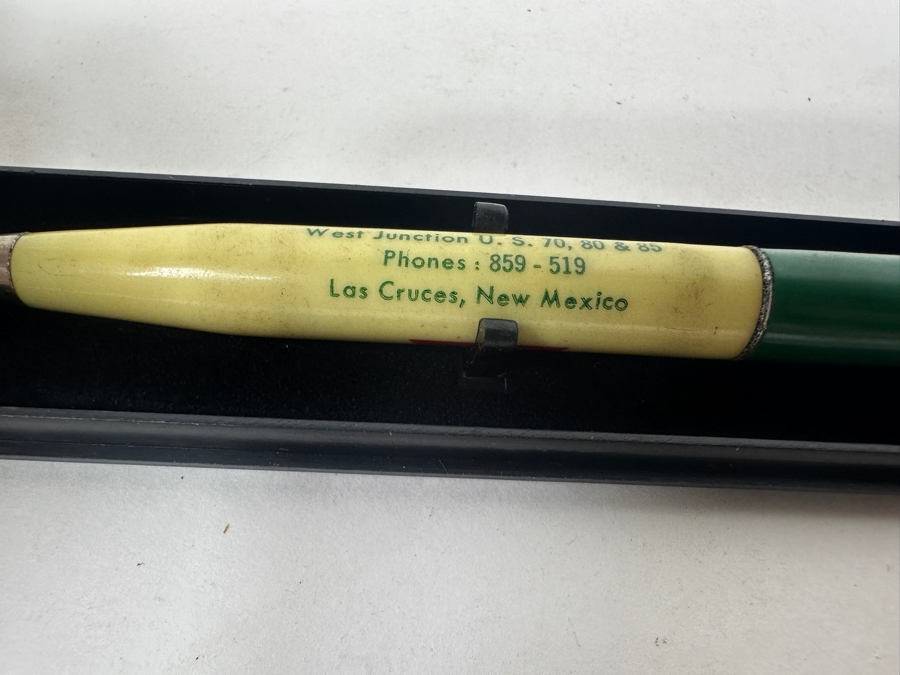 West Junction U. S. 70, 80 & 85
Phones : 859 - 519
Las Cruces, New Mexico